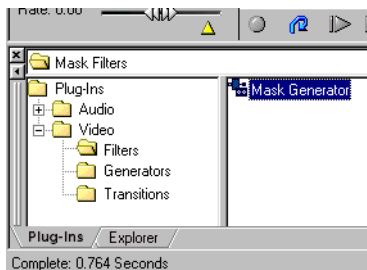 Rate: 0.00
Mask Filters
Plug-Ins
Audio
Video
Filters
Generators
Transitions
Mask Generator
Plug-Ins
Explorer
Complete: 0.764 Seconds